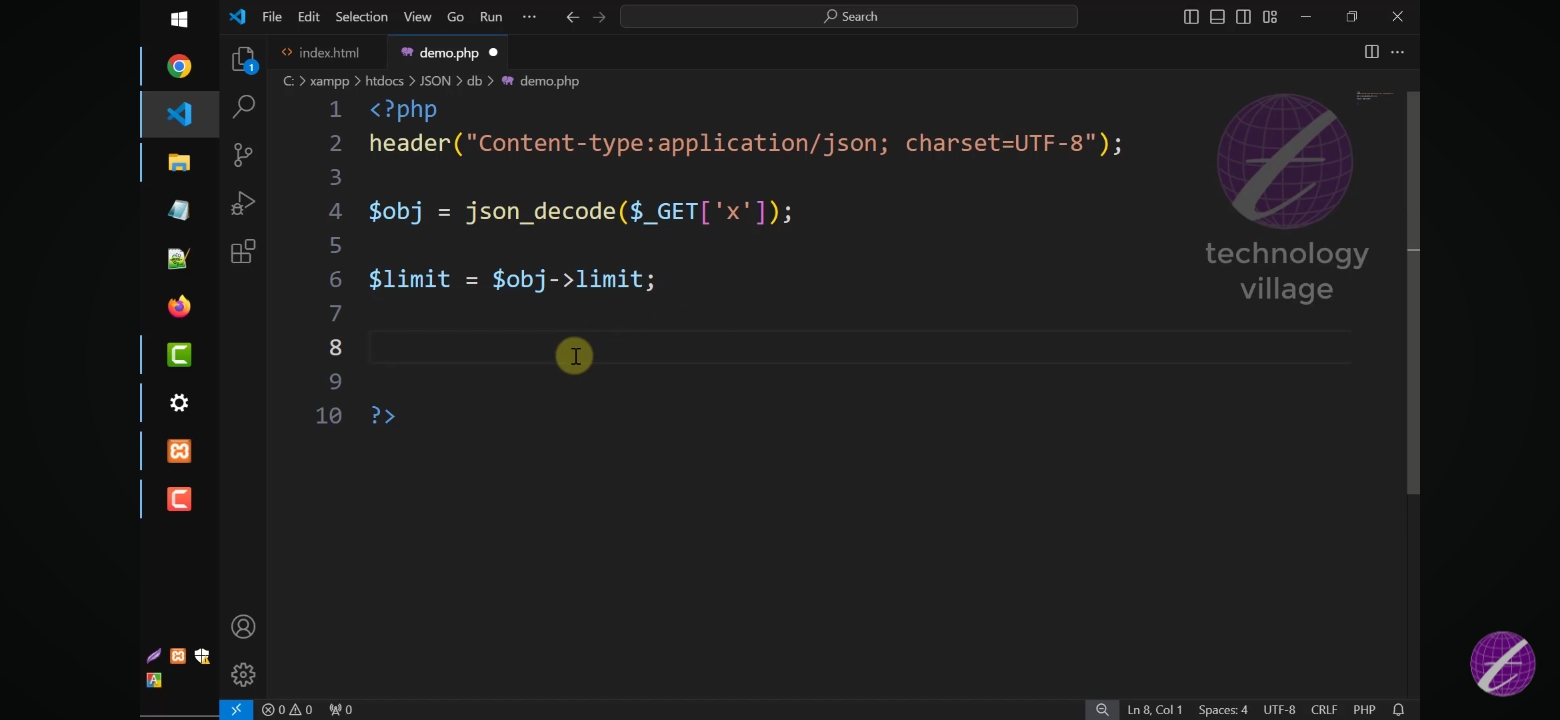 File Edit Selection View Go Run ···
Search
index.html
demo.php
1
C: > xampp > htdocs > JSON > db > demo.php
1 <?php
2 header("Content-type:application/json; charset=UTF-8");
3
4 $obj = json_decode($_GET['x']);
5
6 $limit = $obj->limit;
7
8
9
10 ?>
technology
village
0 0 0
Ln 8, Col 1 Spaces: 4 UTF-8 CRLF PHP